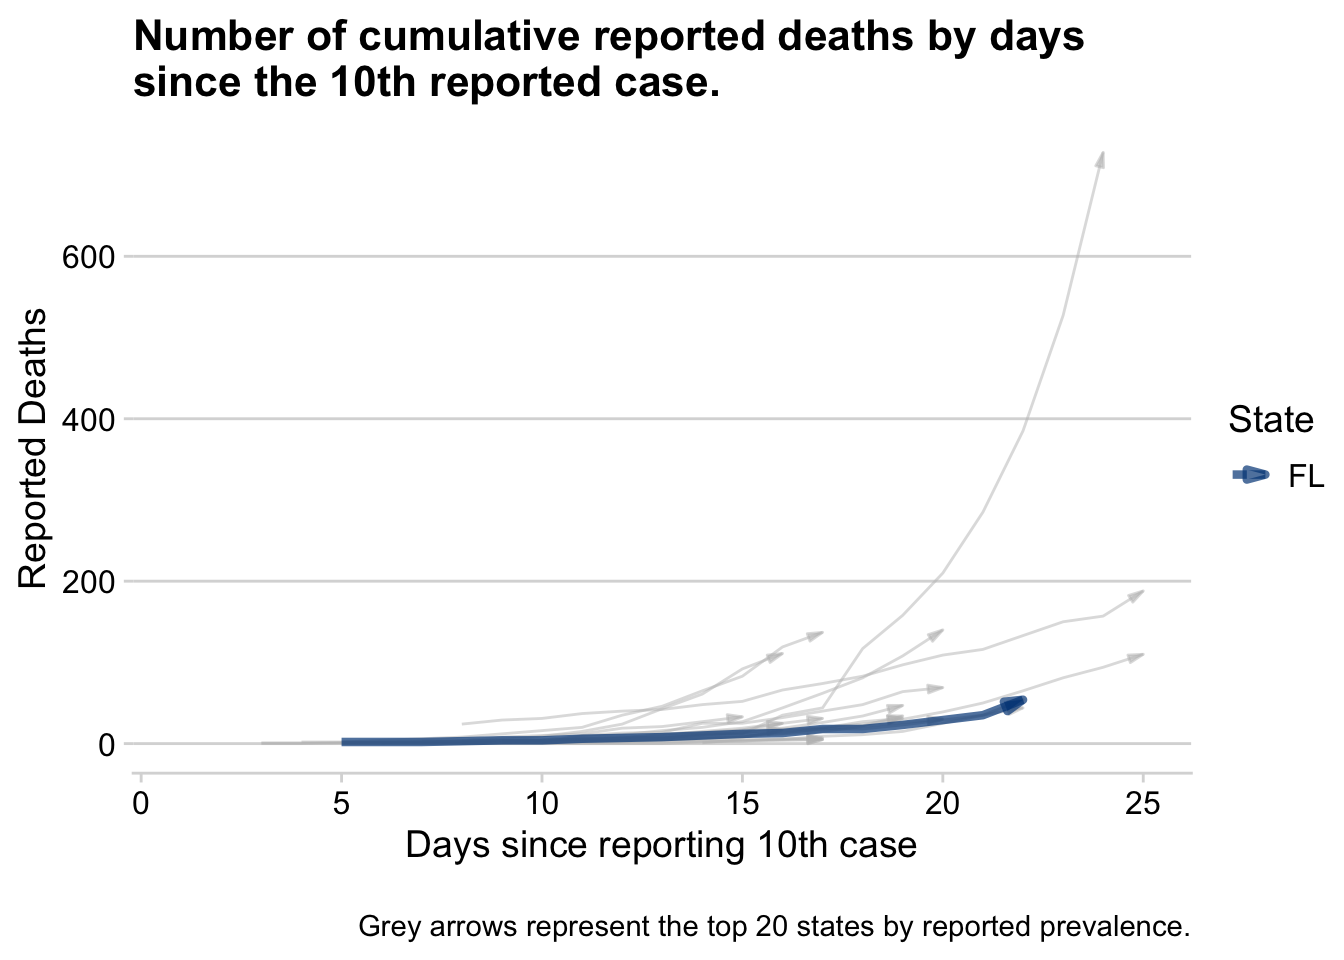 Number of cumulative reported deaths by days
since the 10th reported case.
Reported Deaths
600
400
200
0
0 5 10 15 20 25
Days since reporting 10th case
State
FL
Grey arrows represent the top 20 states by reported prevalence.